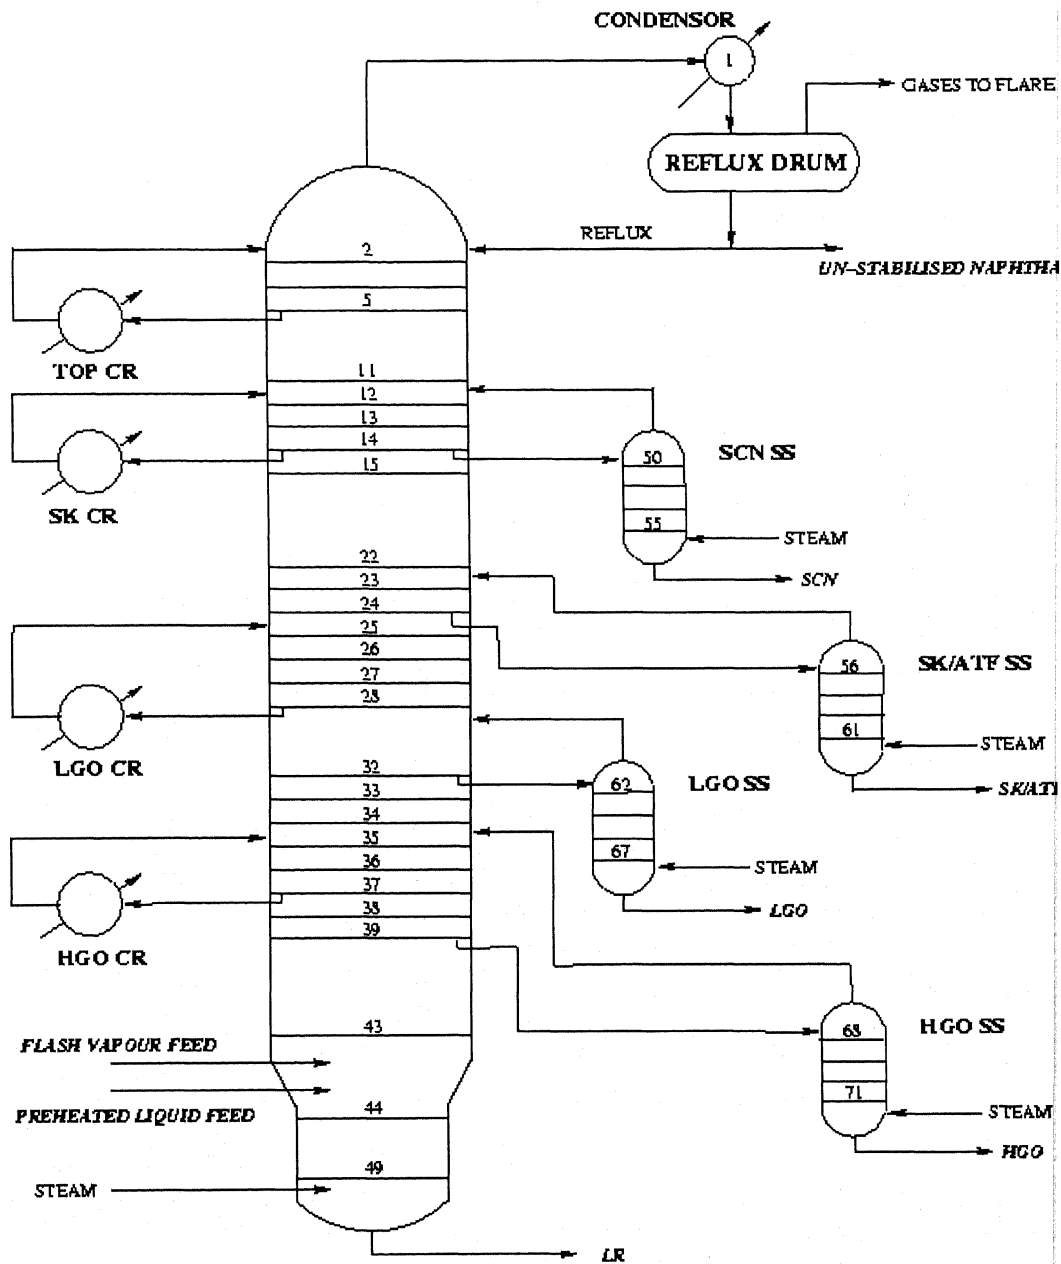 CONDENSOR
1
GASES TO FLARE
REFLUX DRUM
REFLUX
UN-STABILISED NAPHTHA
2
5
TOP CR
11
12
13
14
15
SK CR
50
SCN SS
55
STEAM
SCN
22
23
24
25
26
27
28
LGO CR
56
SK/ATF SS
61
STEAM
SK/ATF
32
33
34
35
36
37
38
39
62
LGO SS
67
STEAM
LGO
HGO CR
43
68
HGO SS
71
STEAM
HGO
FLASH VAPOUR FEED
PREHEATED LIQUID FEED
44
49
STEAM
LR